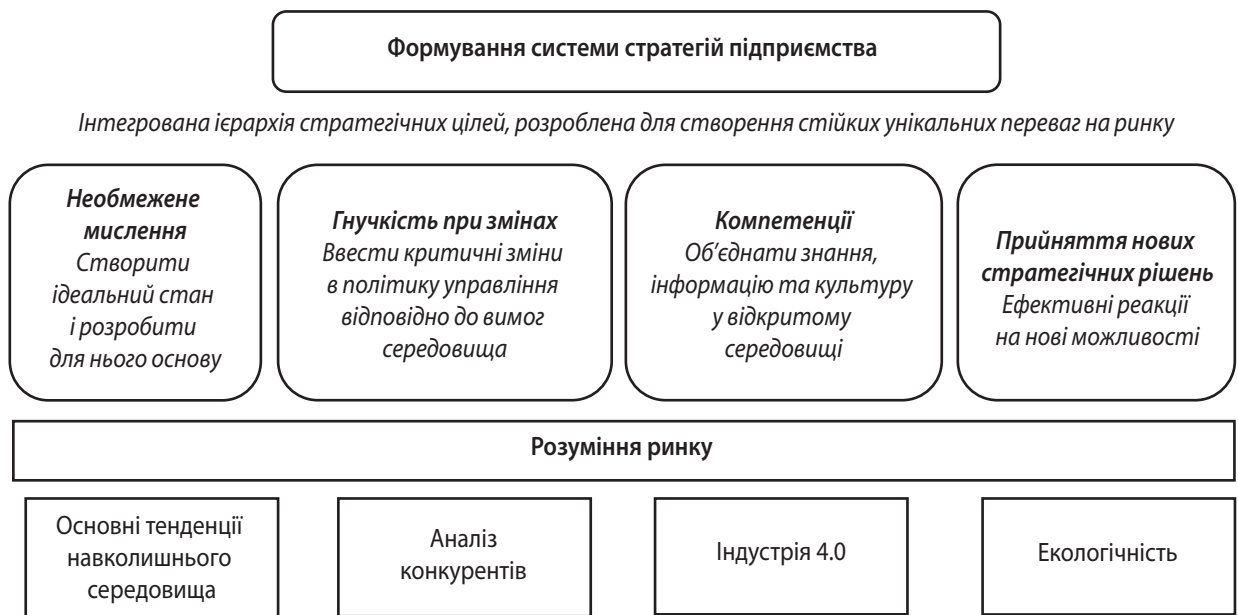 Формування системи стратегій підприємства
Інтегрована ієрархія стратегічних цілей, розроблена для створення стійких унікальних переваг на ринку
Необмежене
мислення
Створити
ідеальний стан
і розробити
для нього основу
Гнучкість при змінах
Ввести критичні зміни
в політику управління
відповідно до вимог
середовища
Компетенції
Об’єднати знання,
інформацію та культуру
у відкритому
середовищі
Прийняття нових
стратегічних рішень
Ефективні реакції
на нові можливості
Розуміння ринку
Основні тенденції
навколишнього
середовища
Аналіз
конкурентів
Індустрія 4.0
Екологічність